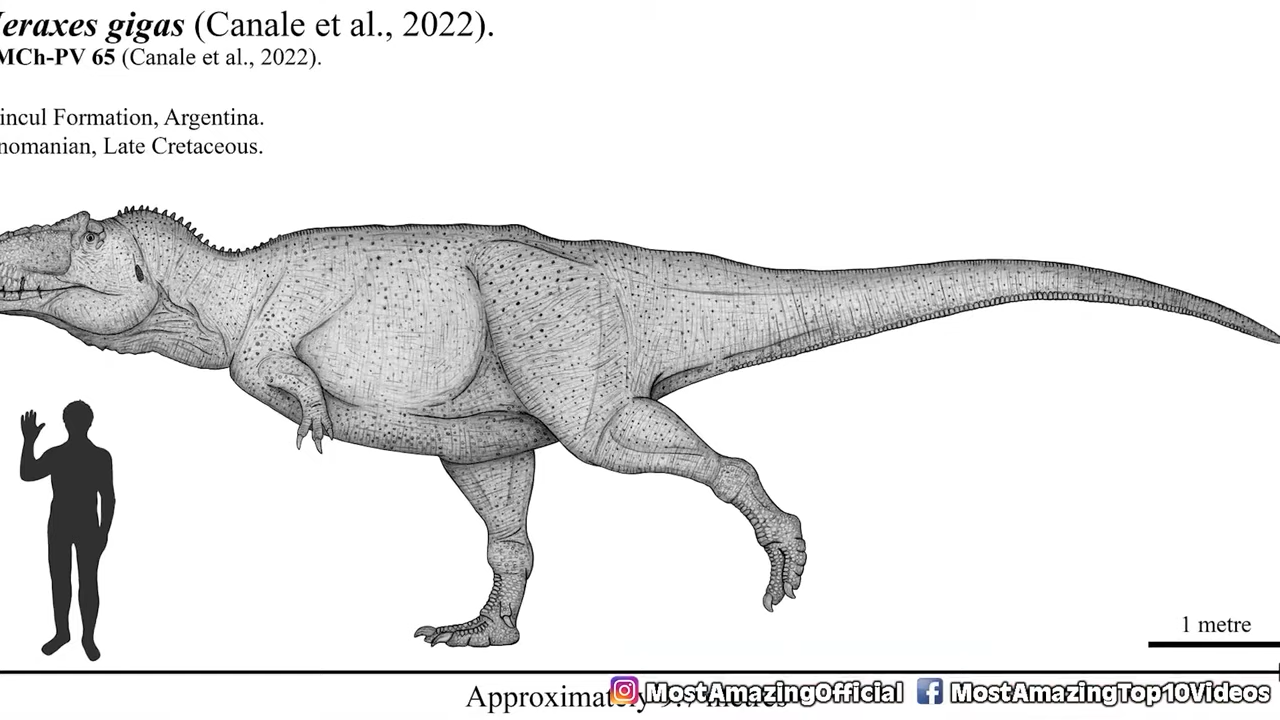 eraxes gigas (Canale et al., 2022).
MCh-PV 65 (Canale et al., 2022).
incul Formation, Argentina.
nomanian, Late Cretaceous.
1 metre
MostAmazingOfficial MostAmazingTop10Videos